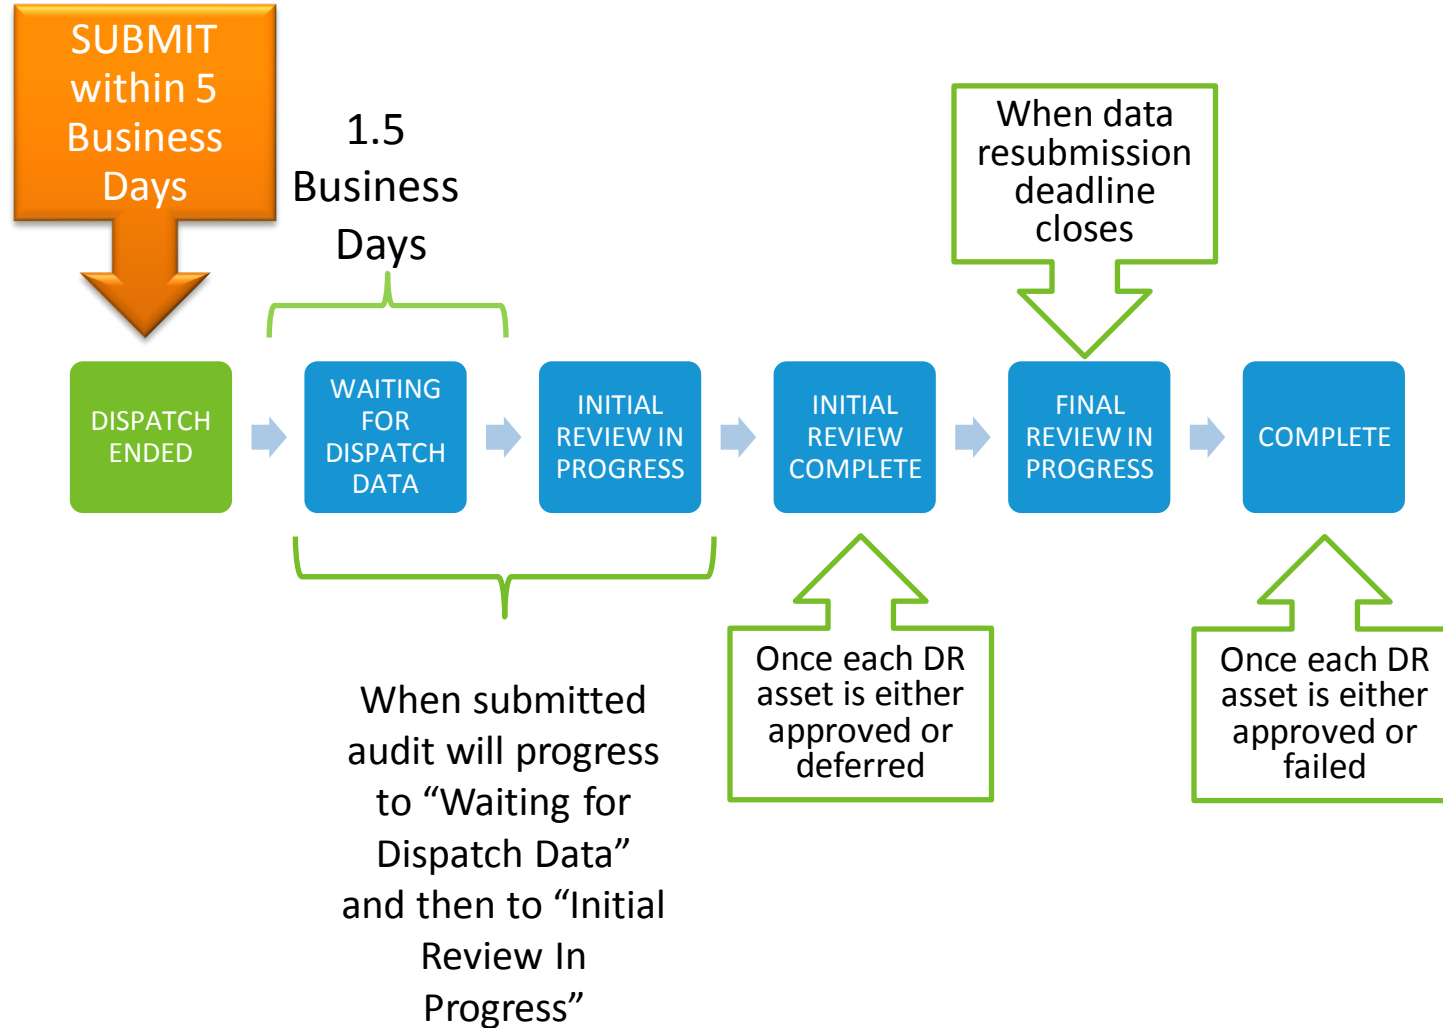 SUBMIT
within 5
Business
Days
1.5
Business
Days
When data
resubmission
deadline
closes
DISPATCH
ENDED
WAITING
FOR
DISPATCH
DATA
INITIAL
REVIEW IN
PROGRESS
INITIAL
REVIEW
COMPLETE
FINAL
REVIEW IN
PROGRESS
COMPLETE
When submitted
audit will progress
to “Waiting for
Dispatch Data”
and then to “Initial
Review In
Progress”
Once each DR
asset is either
approved or
deferred
Once each DR
asset is either
approved or
failed